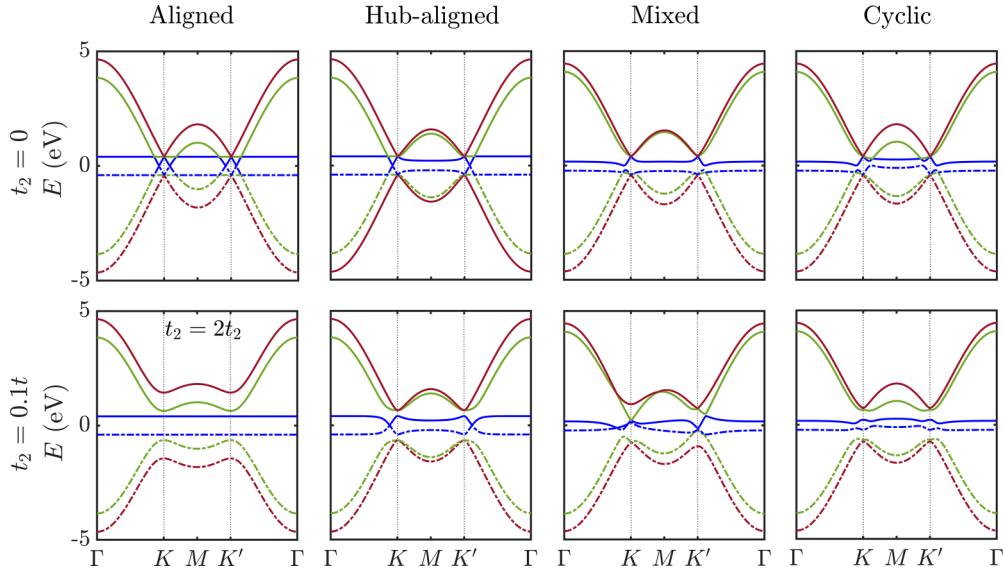 Aligned Hub-aligned Mixed Cyclic
t₂ = 0
E (eV)
5
0
-5
t₂ = 0.1t
E (eV)
5
0
-5
t₂ = 2t₂
Γ K M K′ Γ Γ K M K′ Γ Γ K M K′ Γ Γ K M K′ Γ